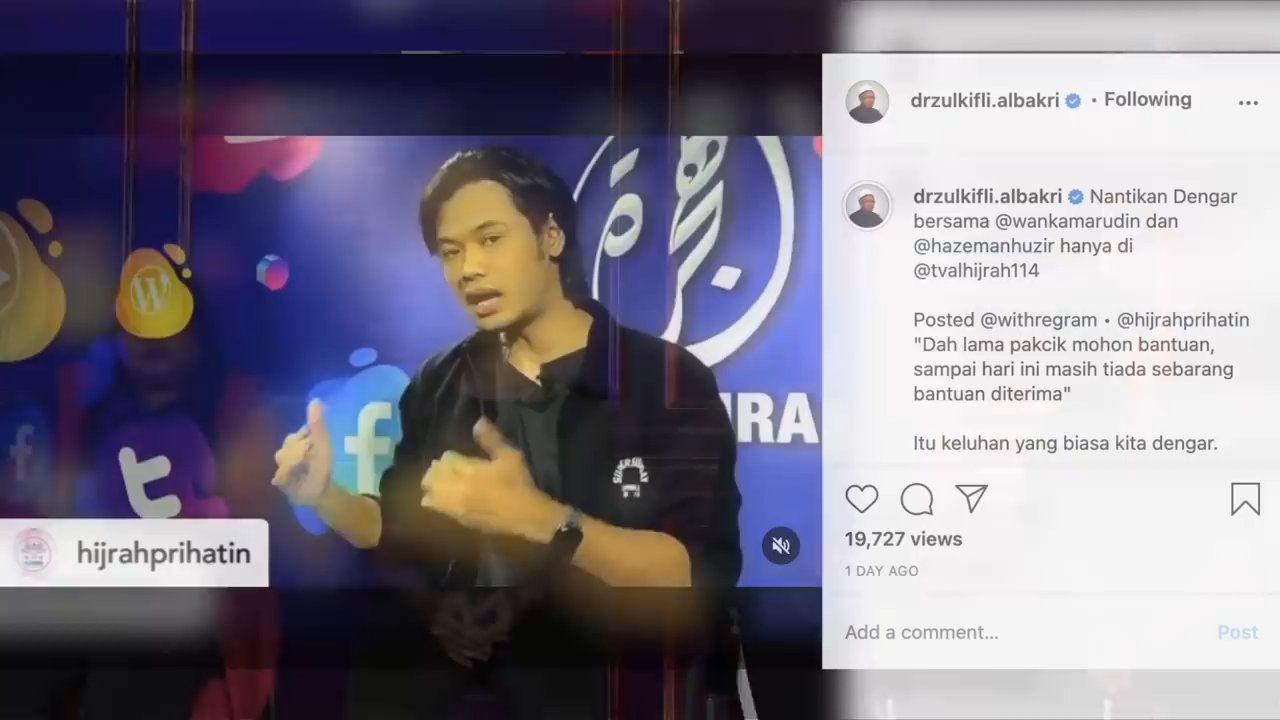 drzulkifli.albakri • Following
drzulkifli.albakri Nantikan Dengar
bersama @wankamarudin dan
@hazemanhuzir hanya di
@tvalhijrah114
Posted @withregram • @hijrahprihatin
"Dah lama pakcik mohon bantuan,
sampai hari ini masih tiada sebarang
bantuan diterima"
Itu keluhan yang biasa kita dengar.
19,727 views
1 DAY AGO
Add a comment...
Post
hijrahprihatin
IRA